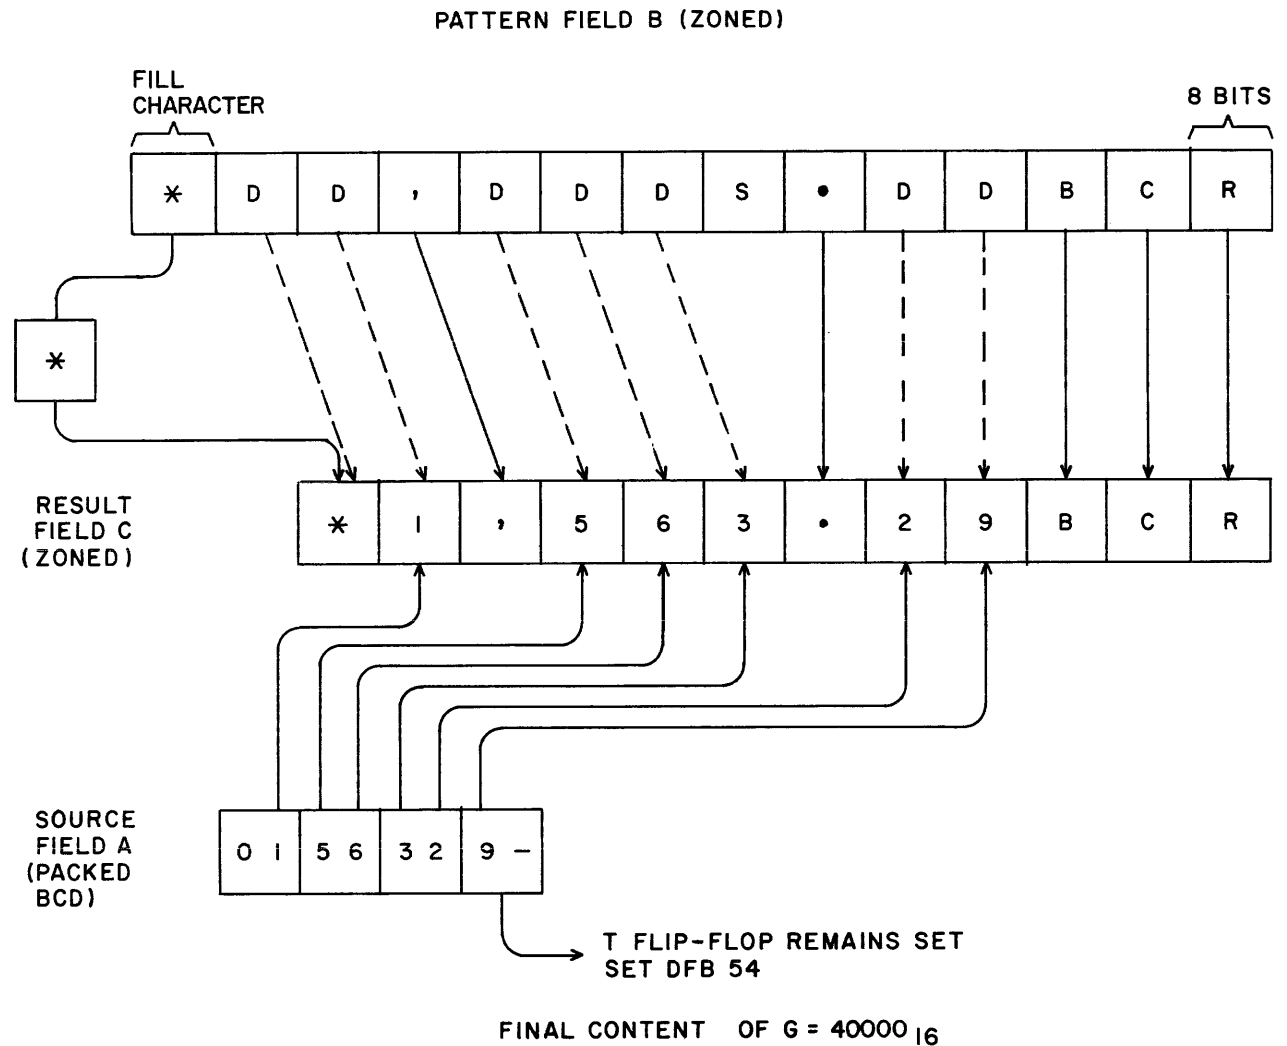 PATTERN FIELD B (ZONED)
FILL
CHARACTER
8 BITS
* D D , D D D S • D D B C R
*
RESULT
FIELD C
(ZONED)
* 1 , 5 6 3 • 2 9 B C R
SOURCE
FIELD A
(PACKED
BCD)
0 1 5 6 3 2 9 –
T FLIP-FLOP REMAINS SET
SET DFB 54
FINAL CONTENT OF G = 40000 16